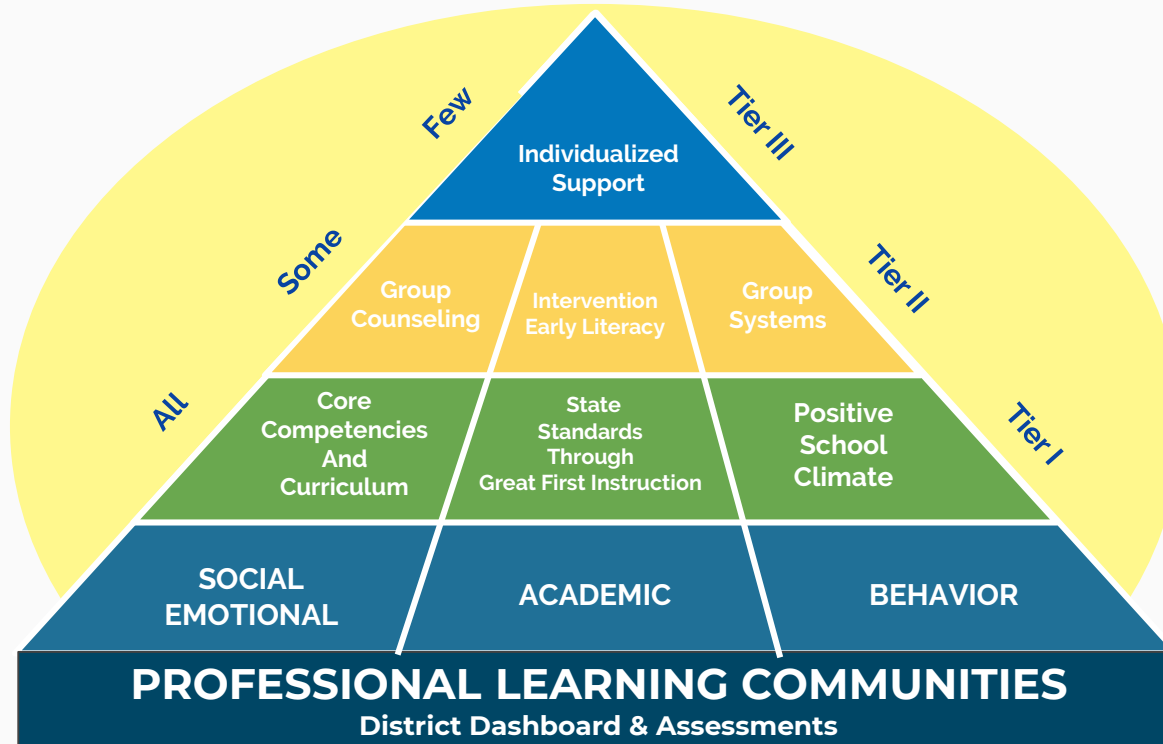 Few
Tier III
Individualized
Support
Some
Tier II
Group
Counseling
Intervention
Early Literacy
Group
Systems
All
Tier I
Core
Competencies
And
Curriculum
State
Standards
Through
Great First Instruction
Positive
School
Climate
SOCIAL
EMOTIONAL
ACADEMIC
BEHAVIOR
PROFESSIONAL LEARNING COMMUNITIES
District Dashboard & Assessments